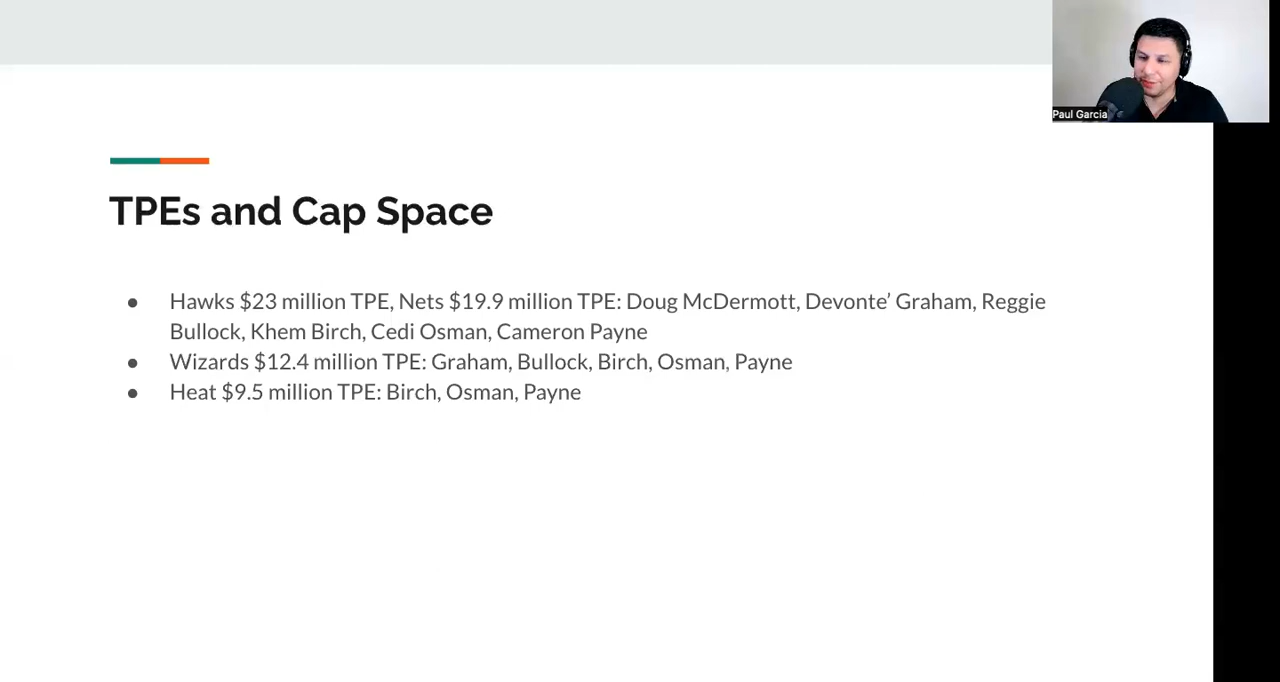 Paul Garcia
TPEs and Cap Space
● Hawks $23 million TPE, Nets $19.9 million TPE: Doug McDermott, Devonte’ Graham, Reggie
Bullock, Khem Birch, Cedi Osman, Cameron Payne
● Wizards $12.4 million TPE: Graham, Bullock, Birch, Osman, Payne
● Heat $9.5 million TPE: Birch, Osman, Payne